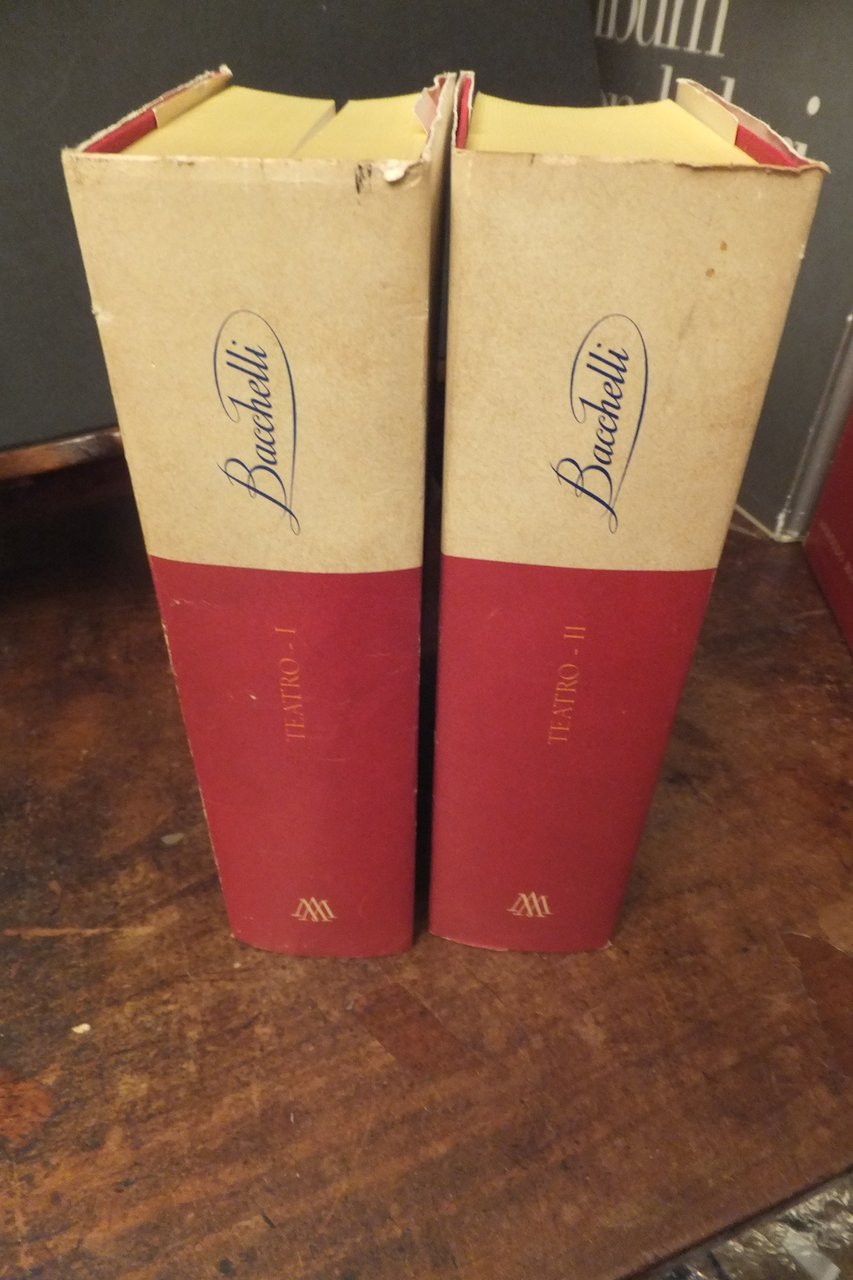 Bacchelli
TEATRO - I
Bacchelli
TEATRO - II